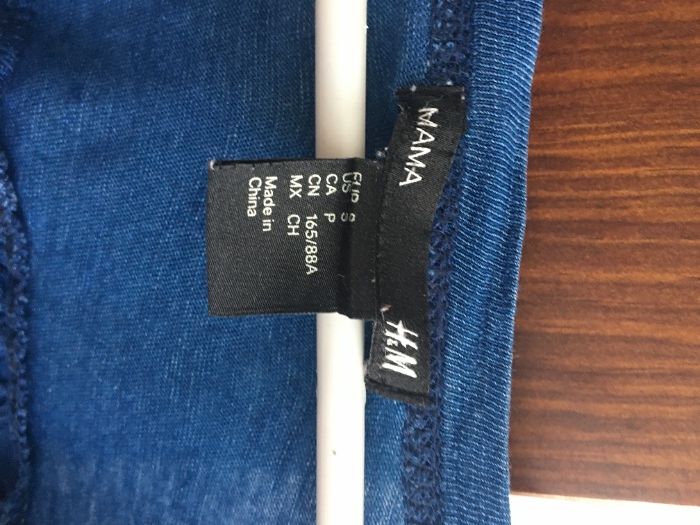 MAMA H&M
EUR S
US
CA P
CN 165/88A
MX CH
Made in
China